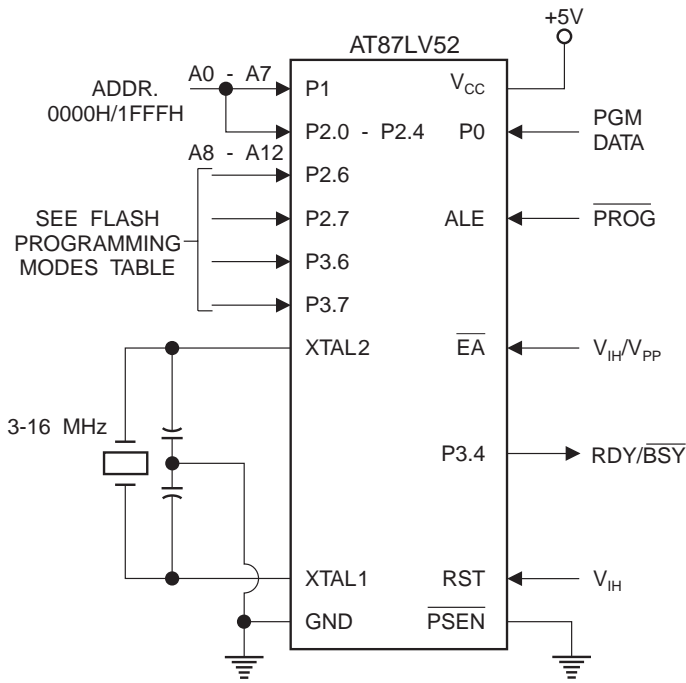 +5V
AT87LV52
A0 - A7
ADDR.
0000H/1FFFH
P1
VCC
P2.0 - P2.4
P0
PGM
DATA
A8 - A12
P2.6
SEE FLASH
PROGRAMMING
MODES TABLE
P2.7
ALE
PROG
P3.6
P3.7
XTAL2
EA
VIH/VPP
3-16 MHz
P3.4
RDY/BSY
XTAL1
RST
VIH
GND
PSEN